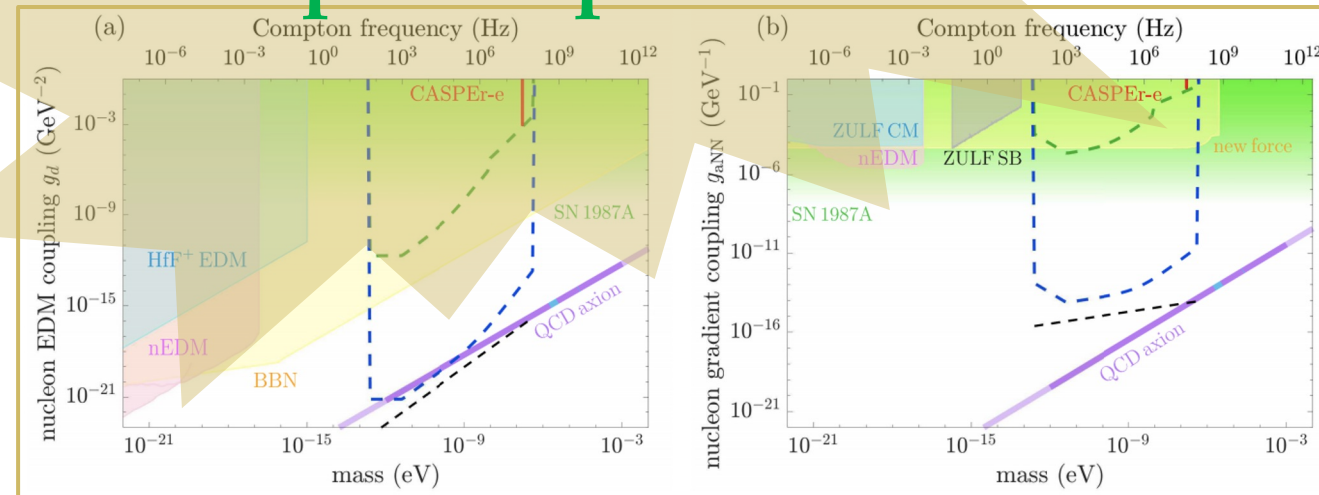 (a) Compton frequency (Hz)
10⁻⁶ 10⁻³ 10⁰ 10³ 10⁶ 10⁹ 10¹²
nucleon EDM coupling g_d (GeV⁻²)
10⁻³
10⁻⁹
10⁻¹⁵
10⁻²¹
CASPEr-e
SN 1987A
HfF⁺ EDM
nEDM
BBN
QCD axion
10⁻²¹ 10⁻¹⁵ 10⁻⁹ 10⁻³
mass (eV)
(b) Compton frequency (Hz)
10⁻⁶ 10⁻³ 10⁰ 10³ 10⁶ 10⁹ 10¹²
nucleon gradient coupling g_aNN (GeV⁻¹)
10⁻¹
10⁻⁶
10⁻¹¹
10⁻¹⁶
10⁻²¹
CASPEr-e
ZULF CM
nEDM
ZULF SB
new force
SN 1987A
QCD axion
10⁻²¹ 10⁻¹⁵ 10⁻⁹ 10⁻³
mass (eV)